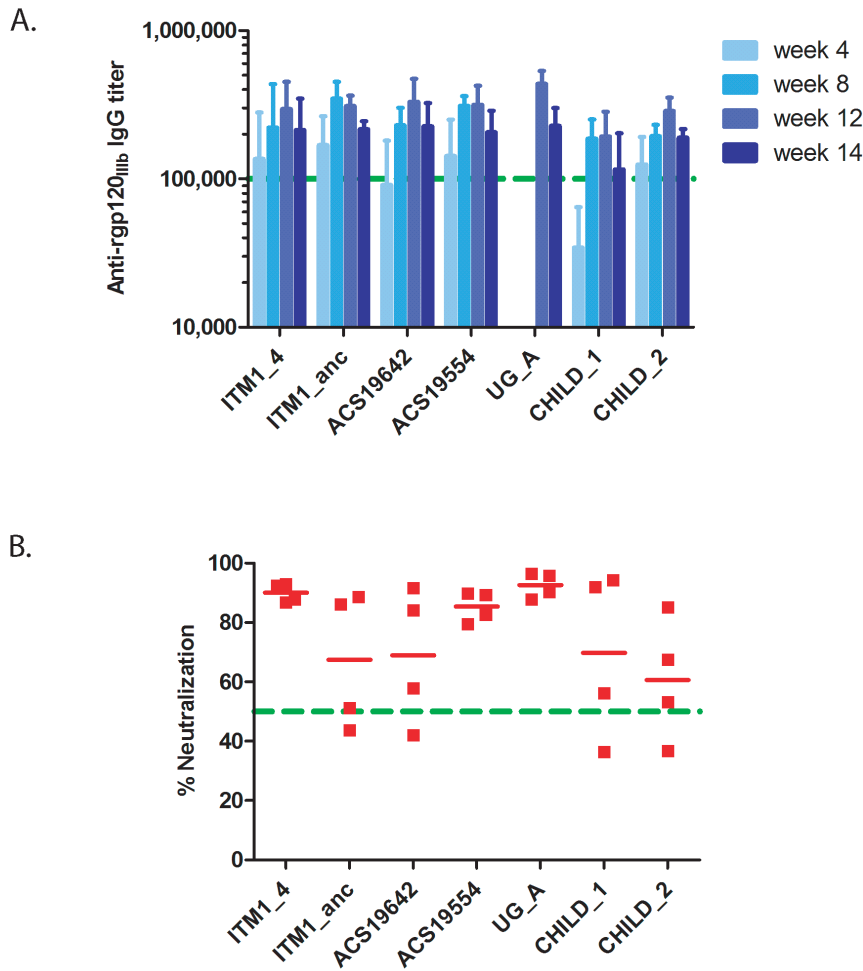 A.
1,000,000
100,000
10,000
Anti-rgp120IIIb IgG titer
week 4
week 8
week 12
week 14
ITM1_4
ITM1_anc
ACS19642
ACS19554
UG_A
CHILD_1
CHILD_2
B.
100
80
60
40
20
0
% Neutralization
ITM1_4
ITM1_anc
ACS19642
ACS19554
UG_A
CHILD_1
CHILD_2